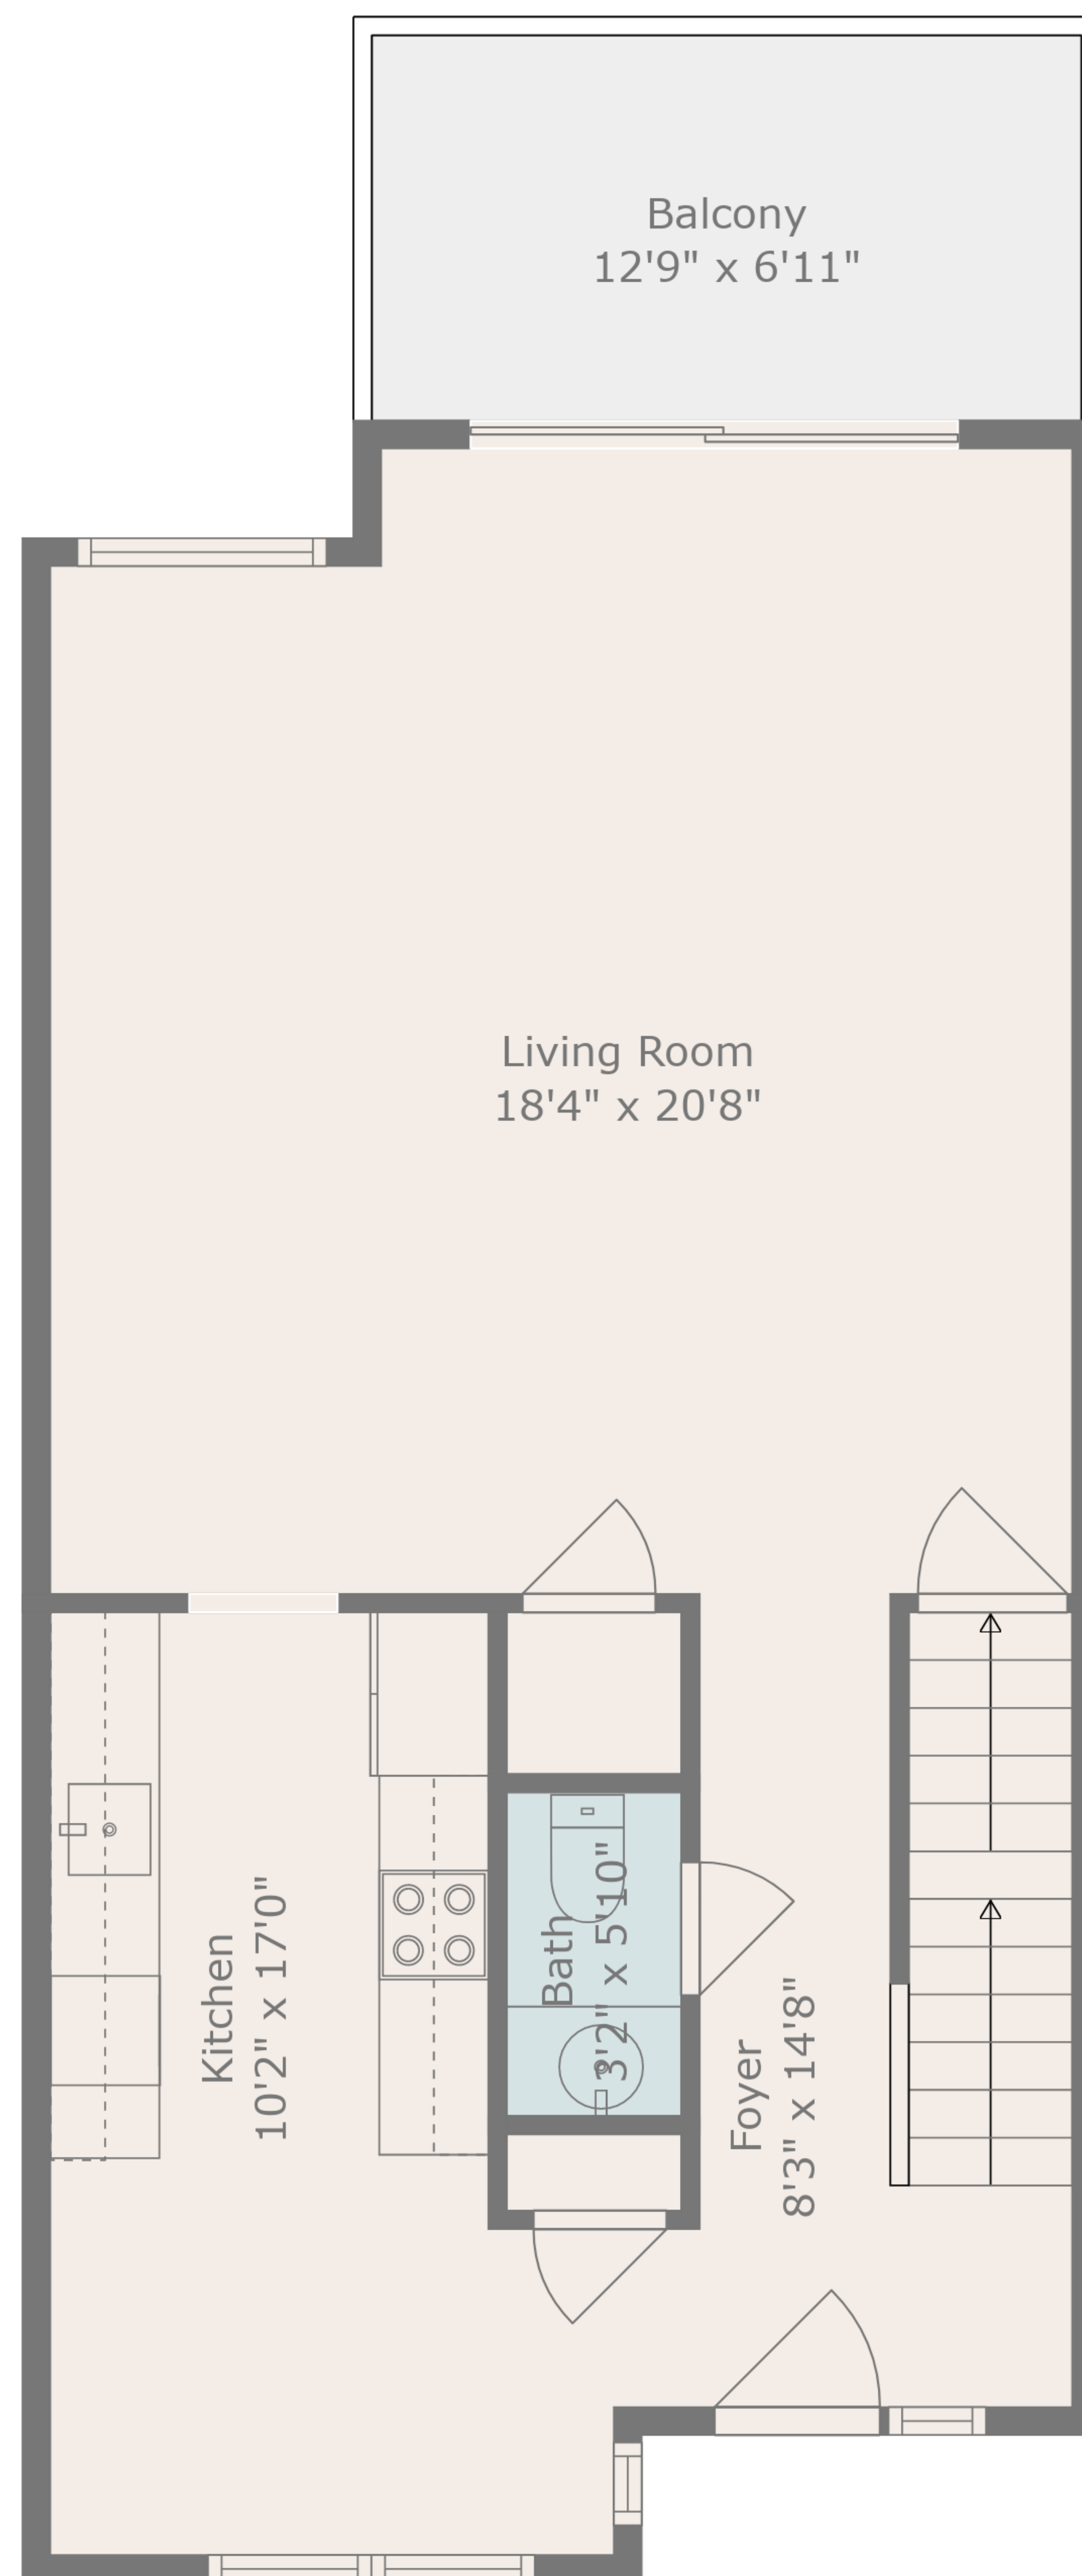 Balcony
12'9" x 6'11"
Living Room
18'4" x 20'8"
Kitchen
10'2" x 17'0"
Bath
3'2" x 5'10"
Foyer
8'3" x 14'8"